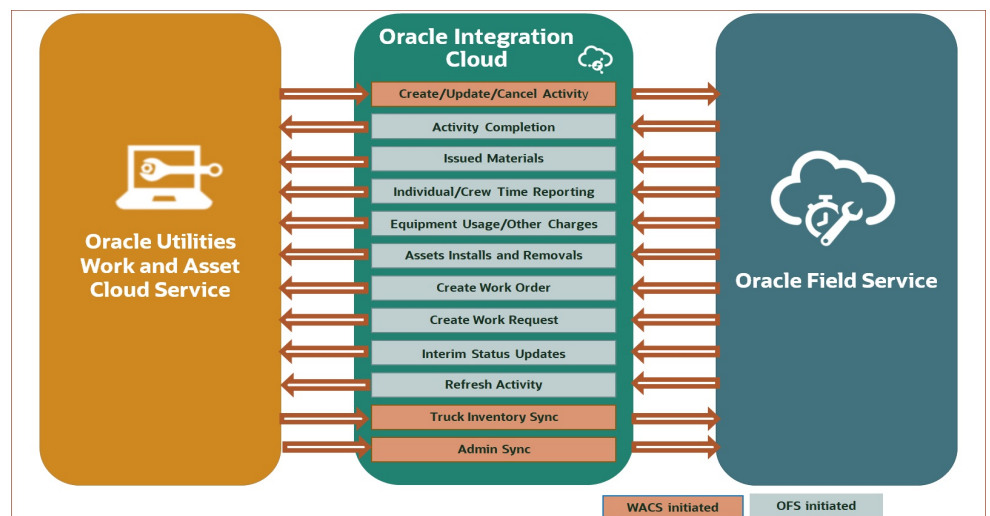 Oracle Integration
Cloud
Create/Update/Cancel Activity
Activity Completion
Issued Materials
Individual/Crew Time Reporting
Equipment Usage/Other Charges
Assets Installs and Removals
Create Work Order
Create Work Request
Interim Status Updates
Refresh Activity
Truck Inventory Sync
Admin Sync
Oracle Utilities
Work and Asset
Cloud Service
Oracle Field Service
WACS initiated
OFS initiated